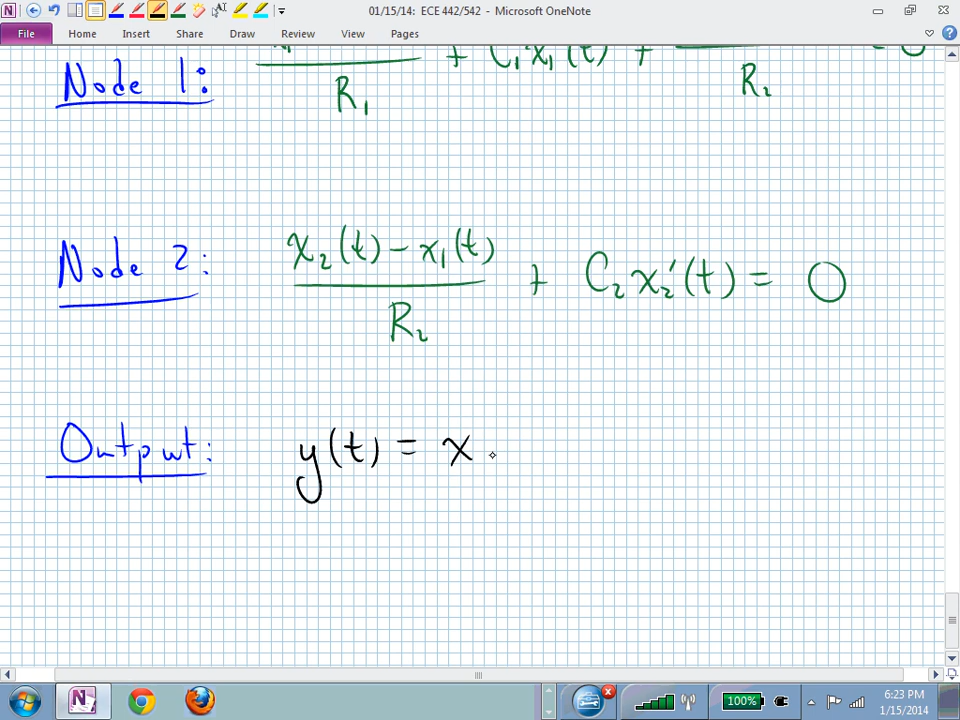 01/15/14: ECE 442/542 - Microsoft OneNote
File Home Insert Share Draw Review View Pages
Node 1: R₁ + C₁x₁'(t) + R₂ = 0
Node 2: (x₂(t) - x₁(t))/R₂ + C₂x₂'(t) = 0
Output: y(t) = x
100%
6:23 PM
1/15/2014